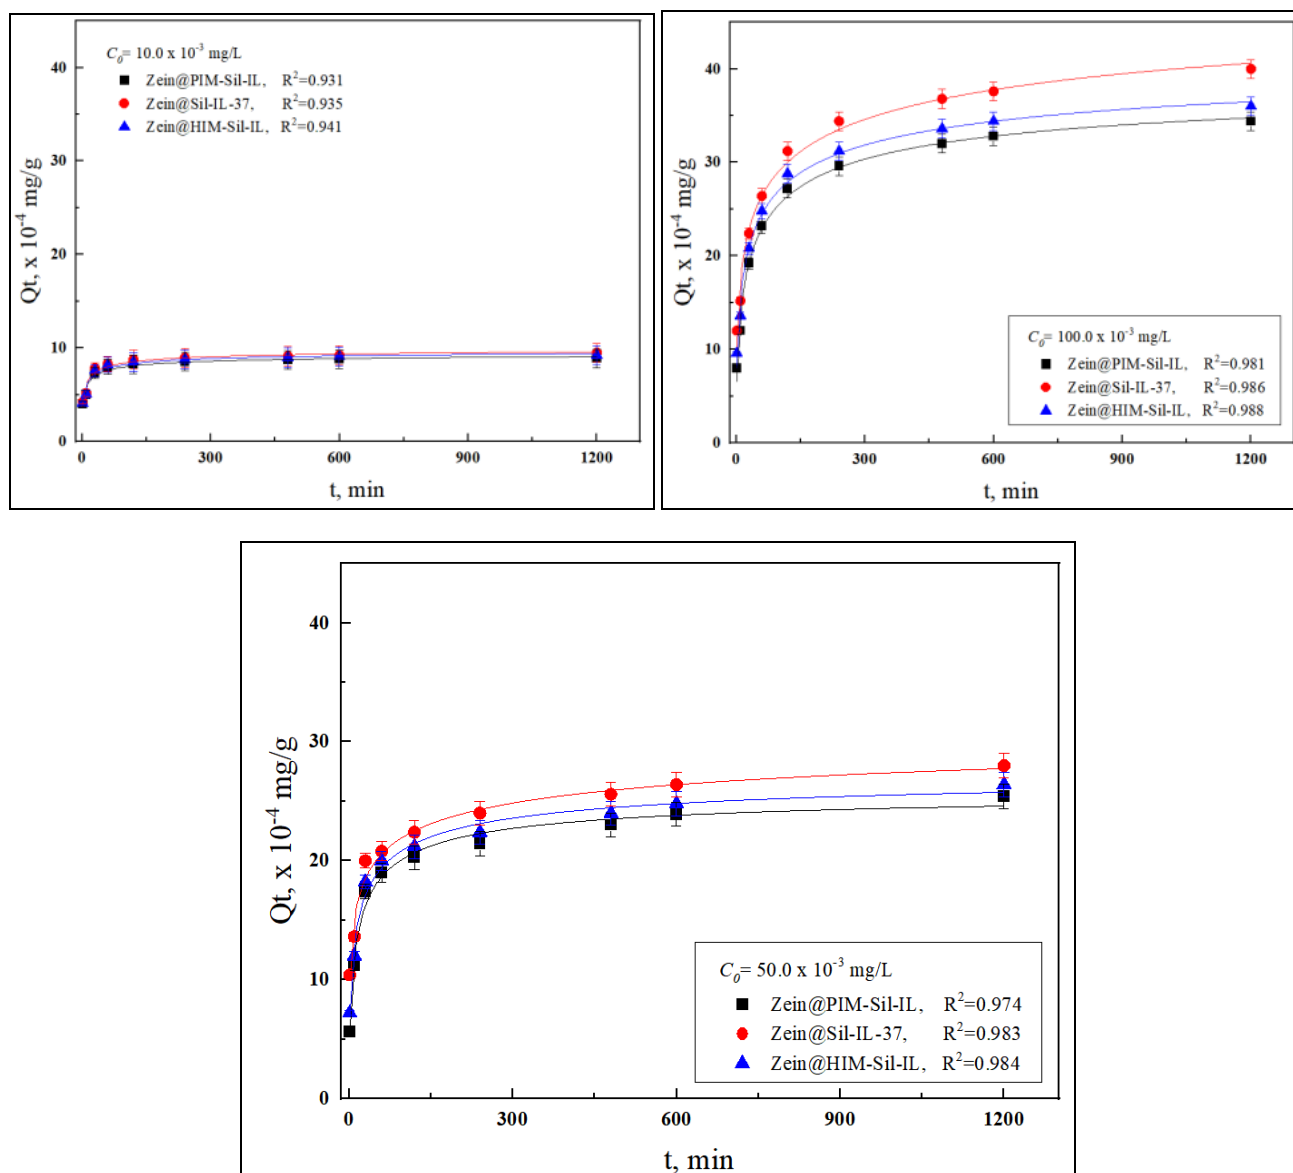 C0= 10.0 x 10-3 mg/L
Zein@PIM-Sil-IL, R2=0.931
Zein@Sil-IL-37, R2=0.935
Zein@HIM-Sil-IL, R2=0.941
Qt, x 10-4 mg/g
40
30
20
10
0
0 300 600 900 1200
t, min
Qt, x 10-4 mg/g
40
30
20
10
0
C0= 100.0 x 10-3 mg/L
Zein@PIM-Sil-IL, R2=0.981
Zein@Sil-IL-37, R2=0.986
Zein@HIM-Sil-IL, R2=0.988
0 300 600 900 1200
t, min
Qt, x 10-4 mg/g
40
30
20
10
0
C0= 50.0 x 10-3 mg/L
Zein@PIM-Sil-IL, R2=0.974
Zein@Sil-IL-37, R2=0.983
Zein@HIM-Sil-IL, R2=0.984
0 300 600 900 1200
t, min